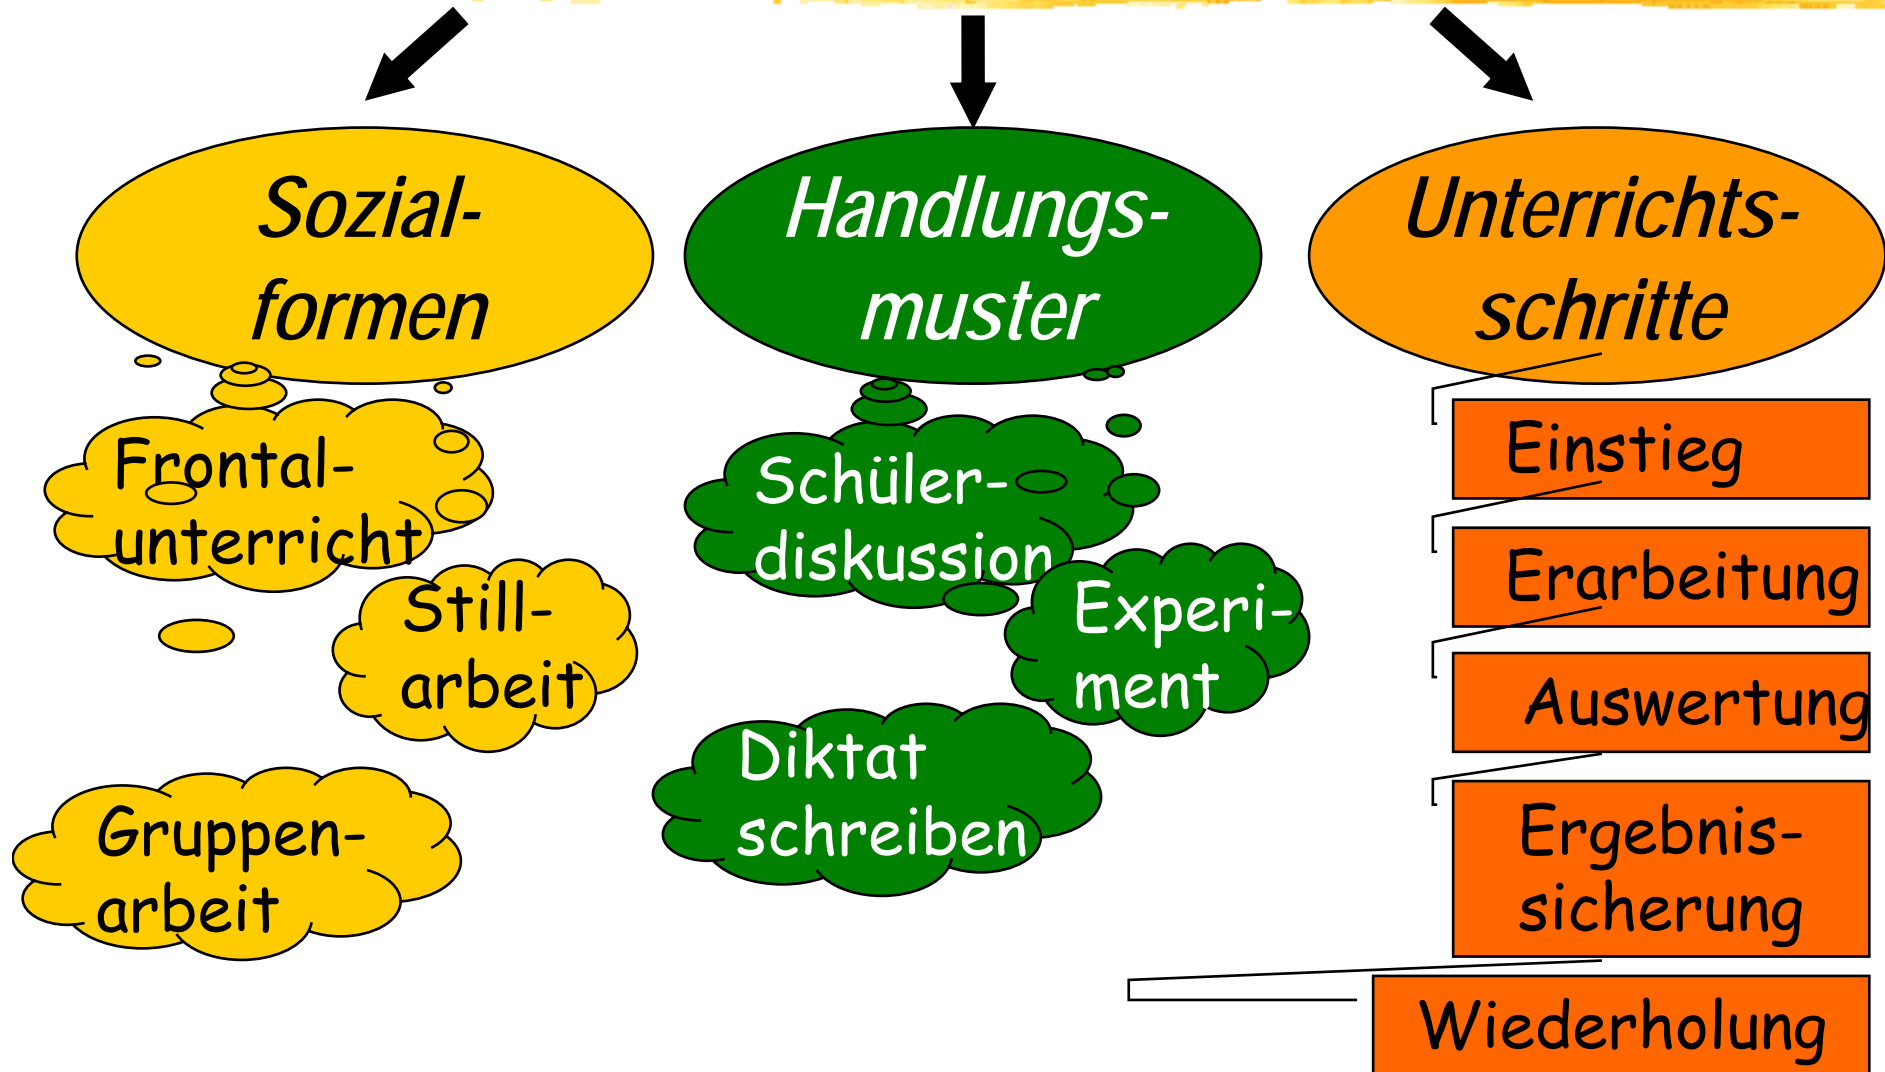 Sozial-
formen
Frontal-
unterricht
Still-
arbeit
Gruppen-
arbeit
Handlungs-
muster
Schüler-
diskussion
Experi-
ment
Diktat
schreiben
Unterrichts-
schritte
Einstieg
Erarbeitung
Auswertung
Ergebnis-
sicherung
Wiederholung